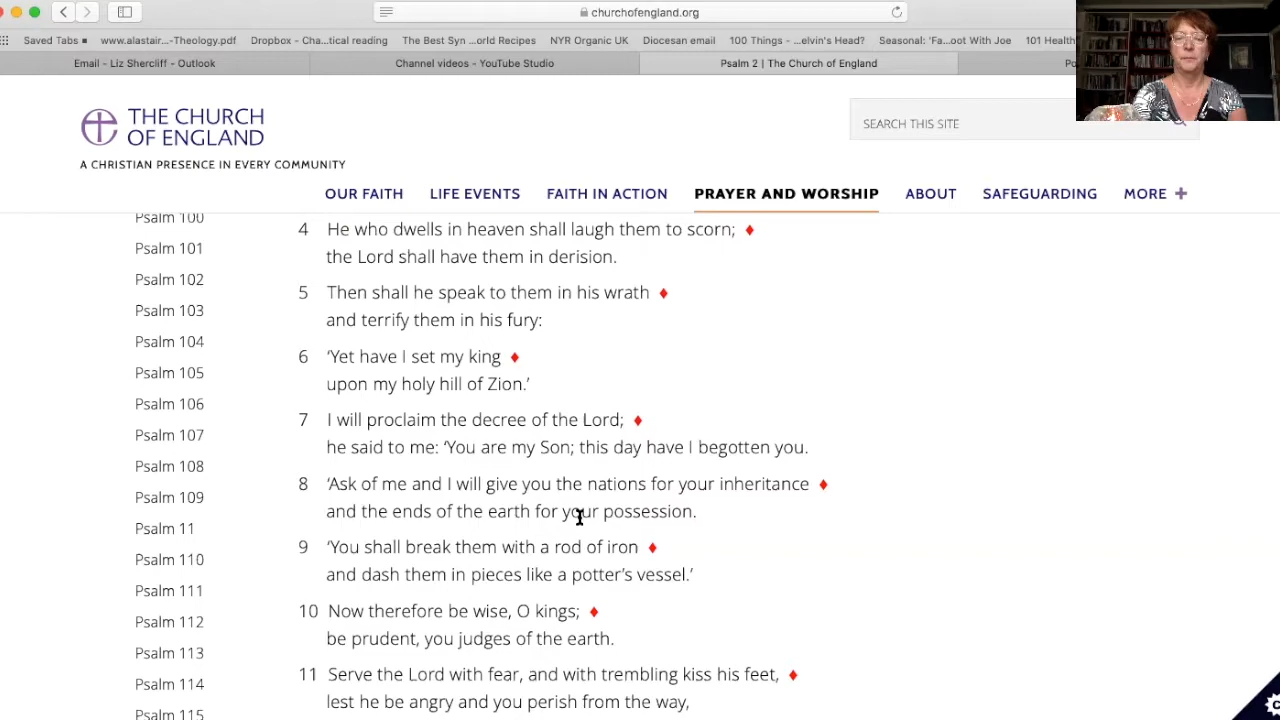 churchofengland.org
Saved Tabs
www.alastair...-Theology.pdf
Dropbox - Cha...tical reading
The Best Syn ...ond Recipes
NYR Organic UK
Diocesan email
100 Things - ...elvin's Head?
Seasonal: 'Fa...oot With Joe
101 Health
Email - Liz Shercliff - Outlook
Channel videos - YouTube Studio
Psalm 2 | The Church of England
Po
THE CHURCH
OF ENGLAND
A CHRISTIAN PRESENCE IN EVERY COMMUNITY
SEARCH THIS SITE
OUR FAITH
LIFE EVENTS
FAITH IN ACTION
PRAYER AND WORSHIP
ABOUT
SAFEGUARDING
MORE +
Psalm 100
Psalm 101
Psalm 102
Psalm 103
Psalm 104
Psalm 105
Psalm 106
Psalm 107
Psalm 108
Psalm 109
Psalm 11
Psalm 110
Psalm 111
Psalm 112
Psalm 113
Psalm 114
Psalm 115
4 He who dwells in heaven shall laugh them to scorn; ♦
the Lord shall have them in derision.
5 Then shall he speak to them in his wrath ♦
and terrify them in his fury:
6 ‘Yet have I set my king ♦
upon my holy hill of Zion.’
7 I will proclaim the decree of the Lord; ♦
he said to me: ‘You are my Son; this day have I begotten you.
8 ‘Ask of me and I will give you the nations for your inheritance ♦
and the ends of the earth for your possession.
9 ‘You shall break them with a rod of iron ♦
and dash them in pieces like a potter’s vessel.’
10 Now therefore be wise, O kings; ♦
be prudent, you judges of the earth.
11 Serve the Lord with fear, and with trembling kiss his feet, ♦
lest he be angry and you perish from the way,